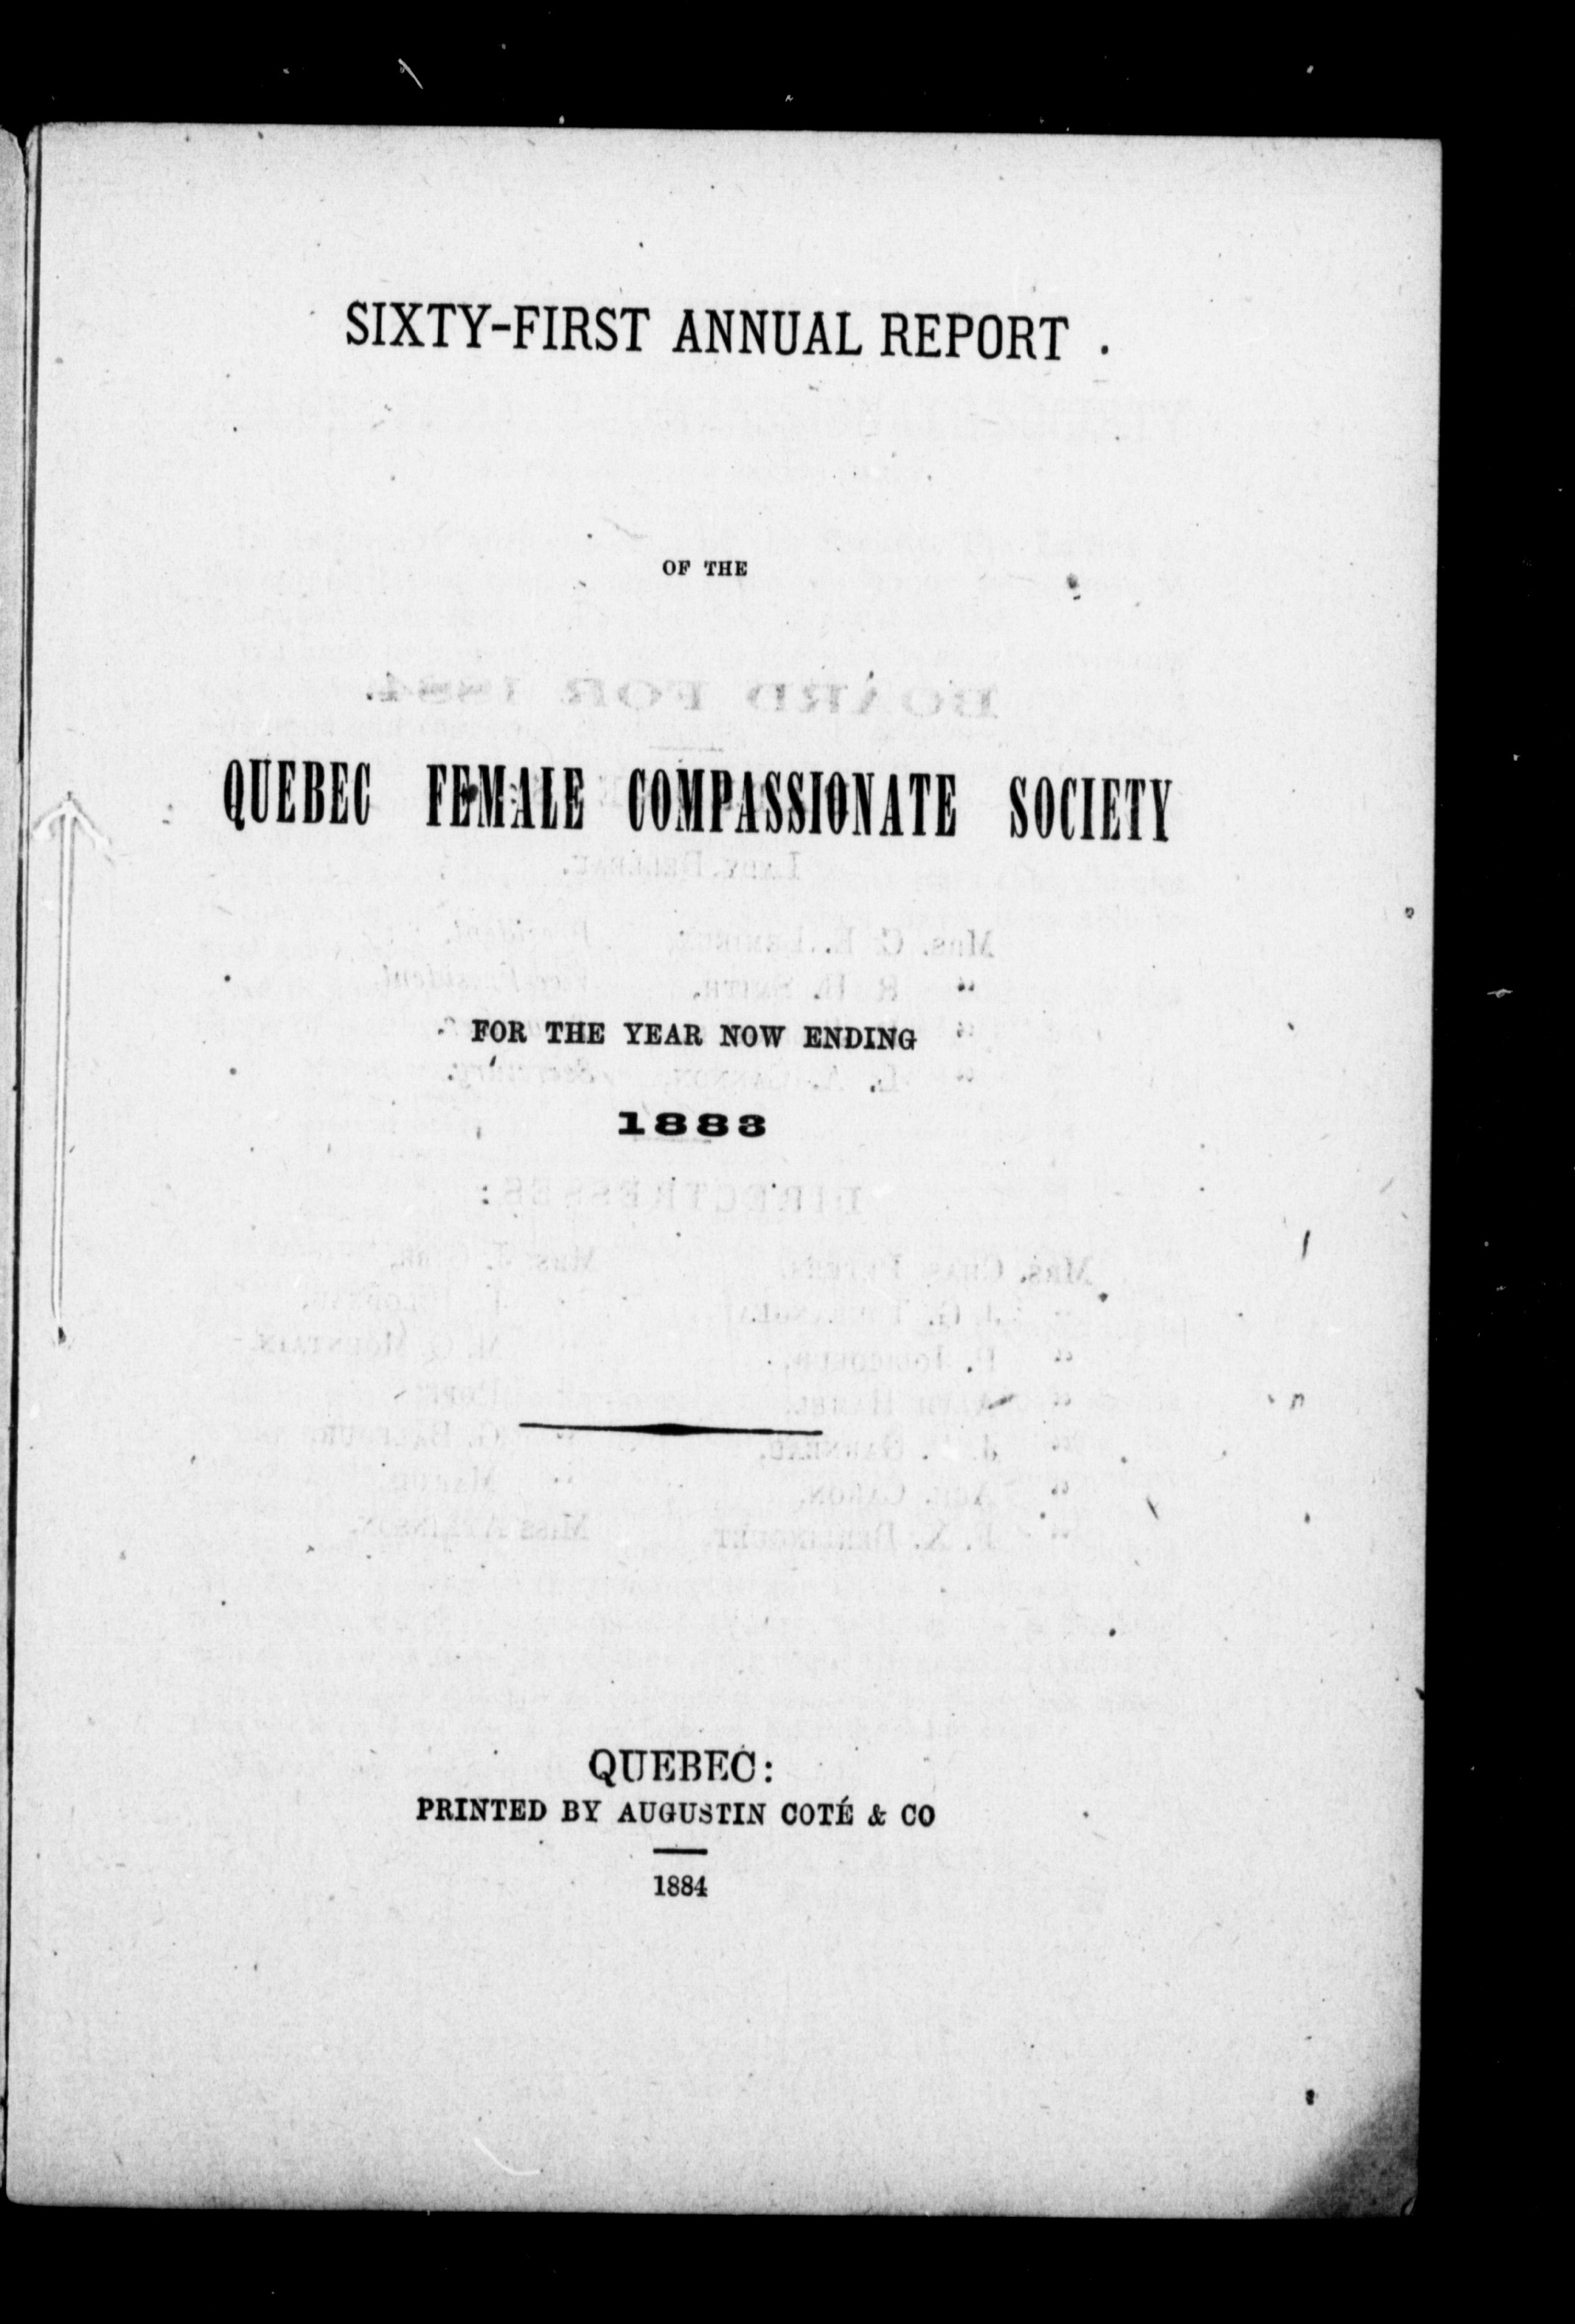 SIXTY-FIRST ANNUAL REPORT
OF THE
QUEBEC FEMALE COMPASSIONATE SOCIETY
FOR THE YEAR NOW ENDING
1883
QUEBEC:
PRINTED BY AUGUSTIN COTÉ & CO
1884